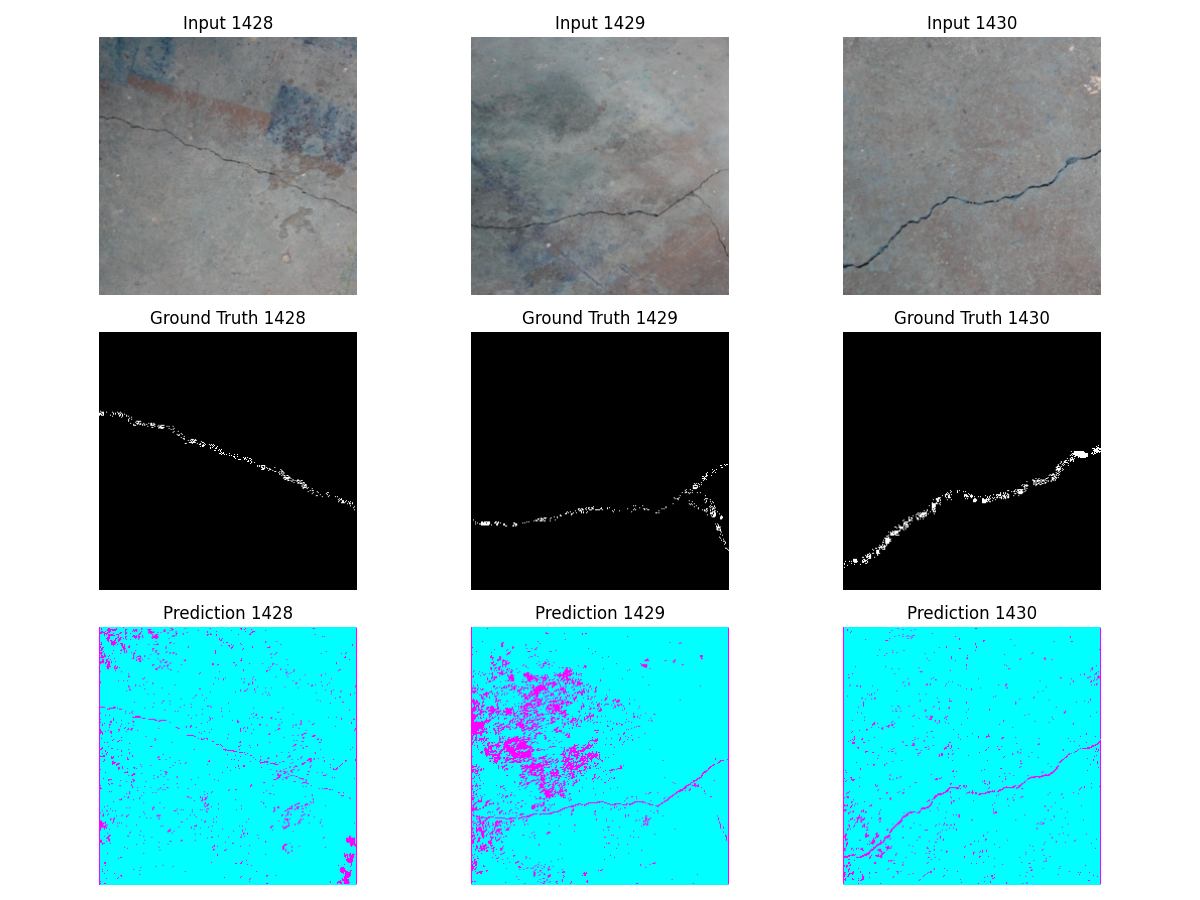 Input 1428
Input 1429
Input 1430
Ground Truth 1428
Ground Truth 1429
Ground Truth 1430
Prediction 1428
Prediction 1429
Prediction 1430